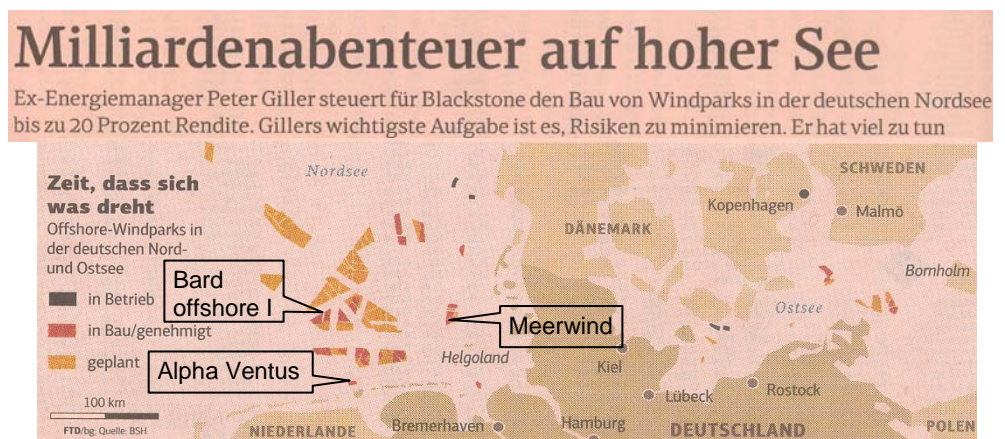 Milliardenabenteuer auf hoher See
Ex-Energiemanager Peter Giller steuert für Blackstone den Bau von Windparks in der deutschen Nordsee
bis zu 20 Prozent Rendite. Gillers wichtigste Aufgabe ist es, Risiken zu minimieren. Er hat viel zu tun
Zeit, dass sich
was dreht
Offshore-Windparks in
der deutschen Nord-
und Ostsee
in Betrieb
in Bau/genehmigt
geplant
100 km
FTD/bg; Quelle: BSH
Nordsee
Bard
offshore I
Alpha Ventus
Meerwind
Helgoland
DÄNEMARK
SCHWEDEN
Kopenhagen
Malmö
Bornholm
Ostsee
Kiel
Lübeck
Rostock
NIEDERLANDE
Bremerhaven
Hamburg
DEUTSCHLAND
POLEN